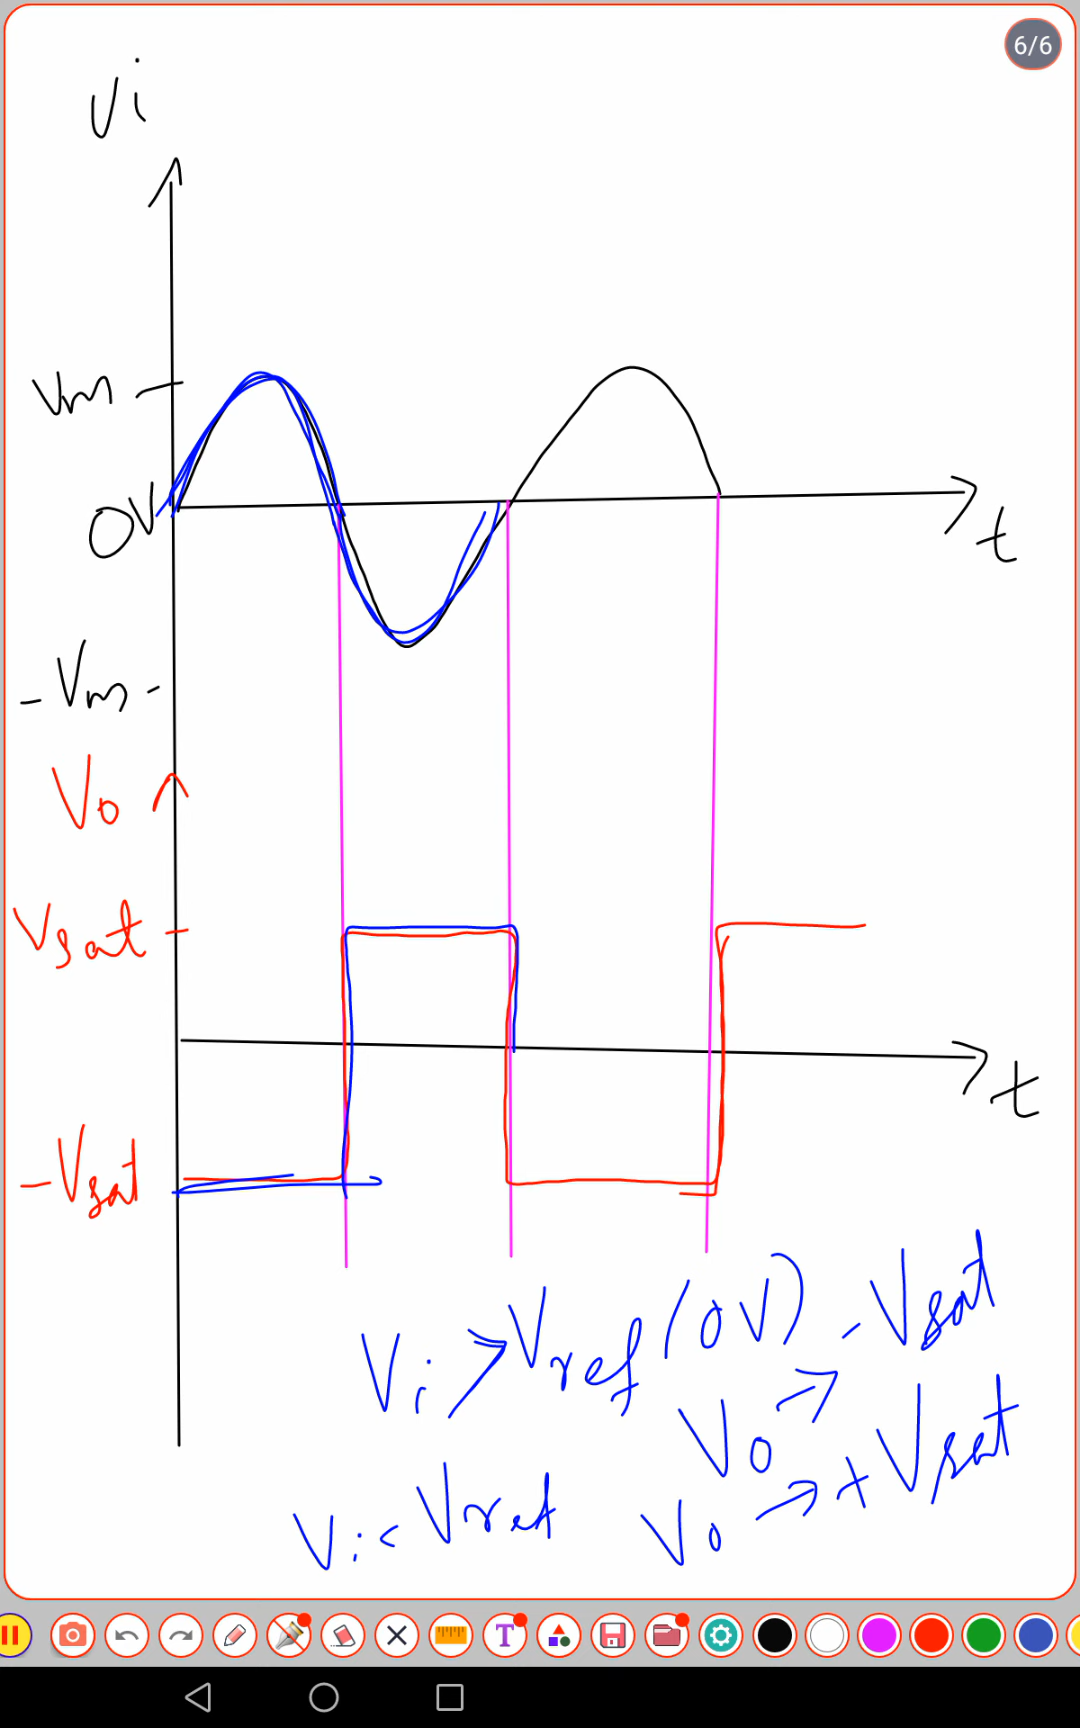 6/6
Vi
Vm
0V
t
-Vm
Vo
Vsat
t
-Vsat
Vi > Vref (0V)
Vo → -Vsat
Vi < Vref Vo → +Vsat
T